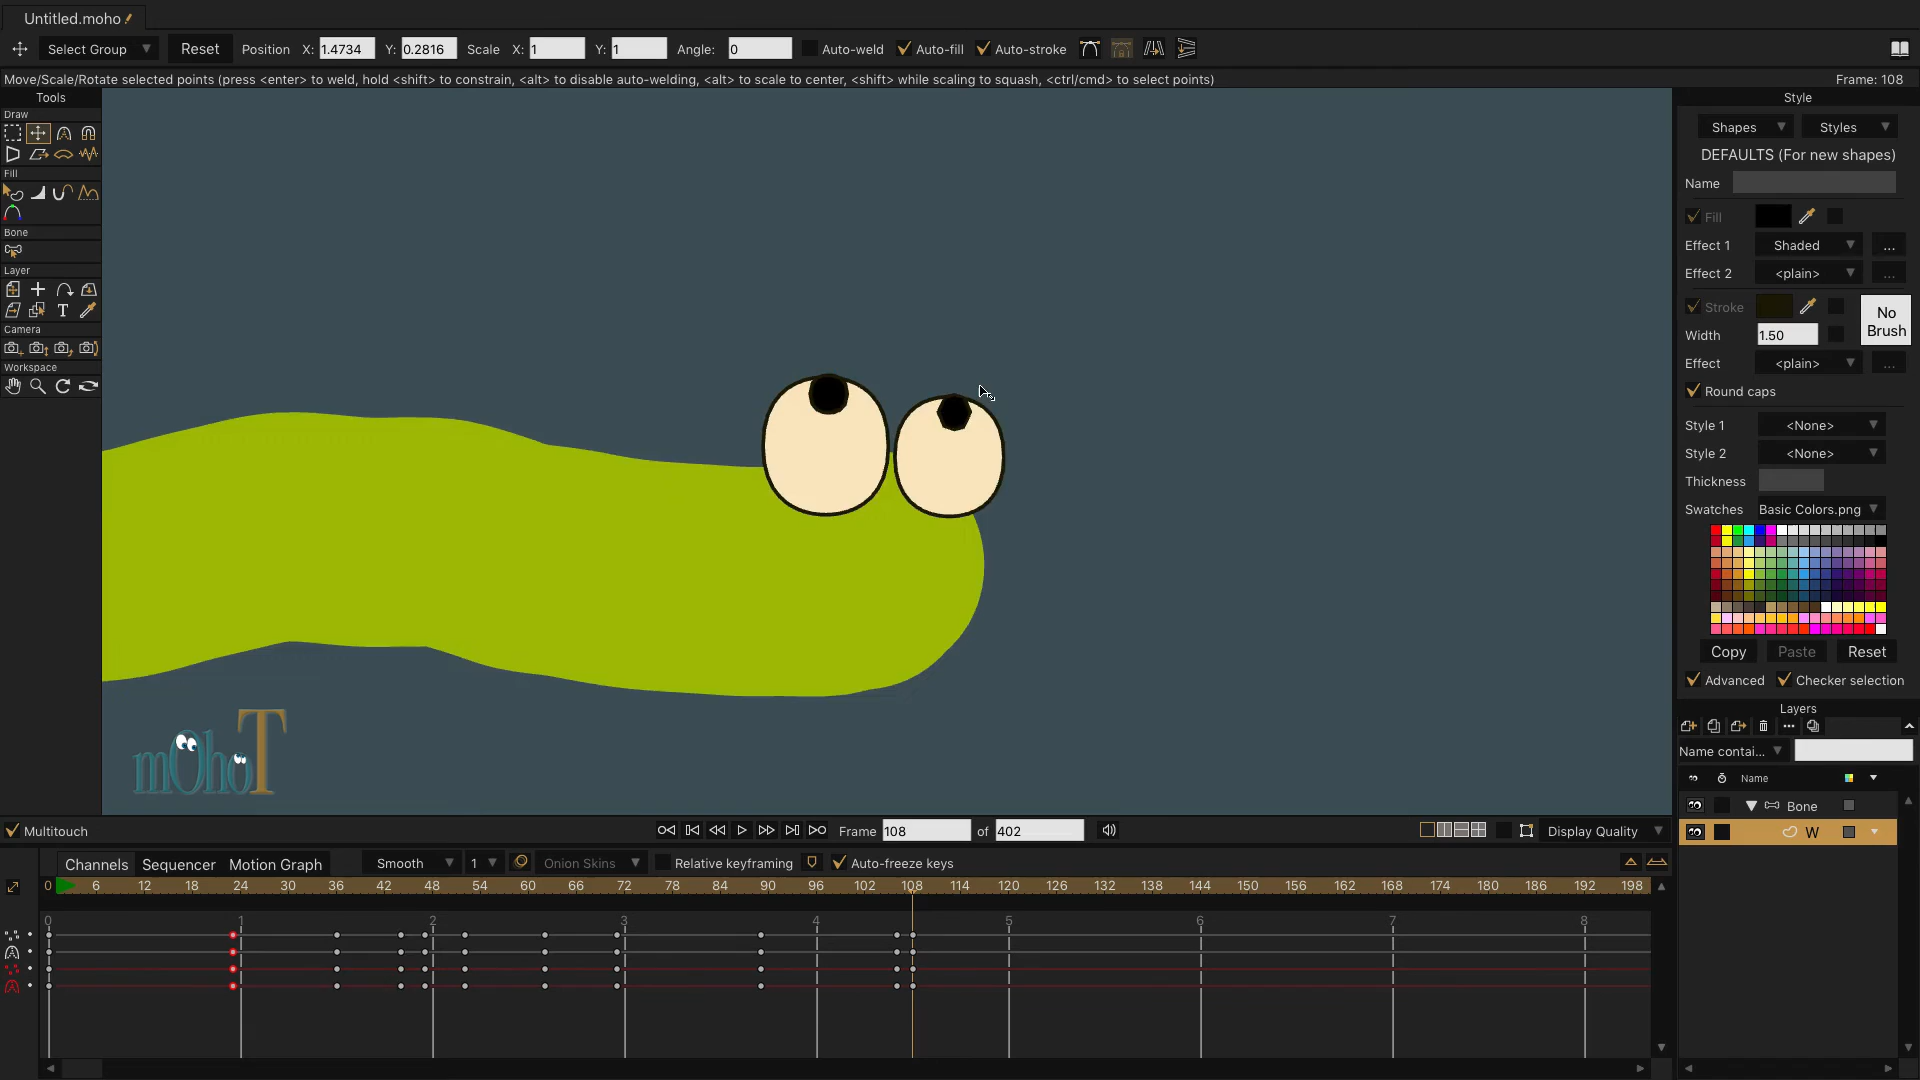 Untitled.moho
Select Group Reset Position X: 1.4734 Y: 0.2816 Scale X: 1 Y: 1 Angle: 0 Auto-weld Auto-fill Auto-stroke
Move/Scale/Rotate selected points (press <enter> to weld, hold <shift> to constrain, <alt> to disable auto-welding, <alt> to scale to center, <shift> while scaling to squash, <ctrl/cmd> to select points) Frame: 108
Tools
Draw
Fill
Bone
Layer
T
Camera
Workspace
mOhoT
Style
Shapes Styles
DEFAULTS (For new shapes)
Name
Fill
Effect 1 Shaded ...
Effect 2 <plain> ...
Stroke
No Brush
Width 1.50
Effect <plain> ...
Round caps
Style 1 <None>
Style 2 <None>
Thickness
Swatches Basic Colors.png
Copy Paste Reset
Advanced Checker selection
Layers
Name contai...
Name
Bone
W
Multitouch Frame 108 of 402 Display Quality
Channels Sequencer Motion Graph Smooth 1 Onion Skins Relative keyframing Auto-freeze keys
0 6 12 18 24 30 36 42 48 54 60 66 72 78 84 90 96 102 108 114 120 126 132 138 144 150 156 162 168 174 180 186 192 198
0 1 2 3 4 5 6 7 8